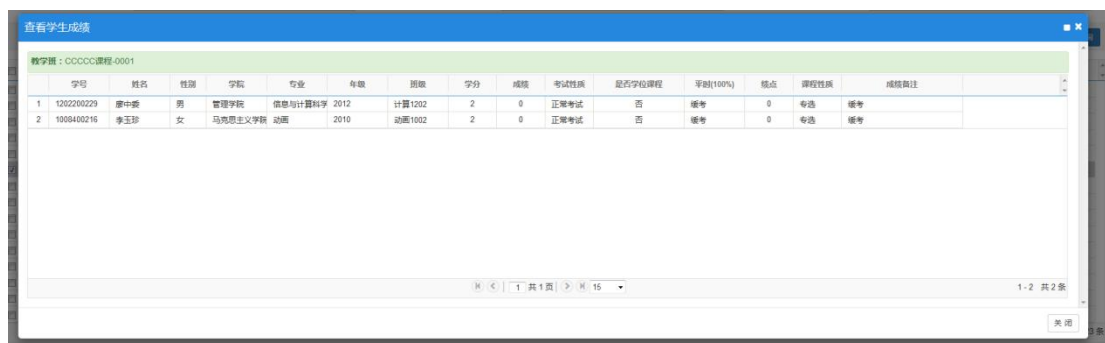 查看学生成绩
教学班：CCCCC课程-0001
学号 姓名 性别 学院 专业 年级 班级 学分 成绩 考试性质 是否学位课程 平时(100%) 绩点 课程性质 成绩备注
1 1202200229 廖中委 男 管理学院 信息与计算科学 2012 计算1202 2 0 正常考试 否 缓考 0 专选 缓考
2 1008400216 李玉珍 女 马克思主义学院 动画 2010 动画1002 2 0 正常考试 否 缓考 0 专选 缓考
1 共1页 15 1-2 共2条
关闭